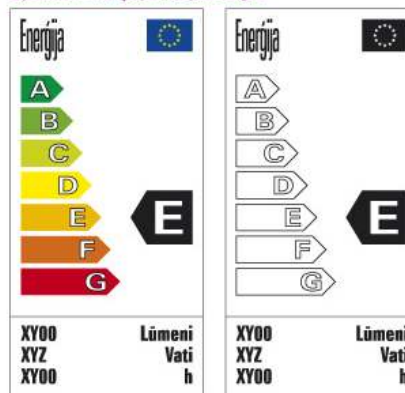 Enerģija
A
B
C
D
E
E
F
G
XY00 Lūmeni
XYZ Vati
XY00 h
Enerģija
A
B
C
D
E
E
F
G
XY00 Lūmeni
XYZ Vati
XY00 h